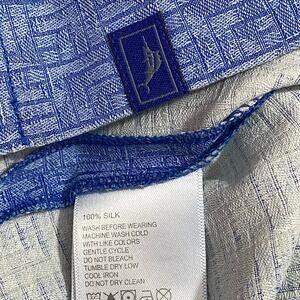 100% SILK
WASH BEFORE WEARING
MACHINE WASH COLD
WITH LIKE COLORS
GENTLE CYCLE
DO NOT BLEACH
TUMBLE DRY LOW
COOL IRON
DO NOT DRY CLEAN